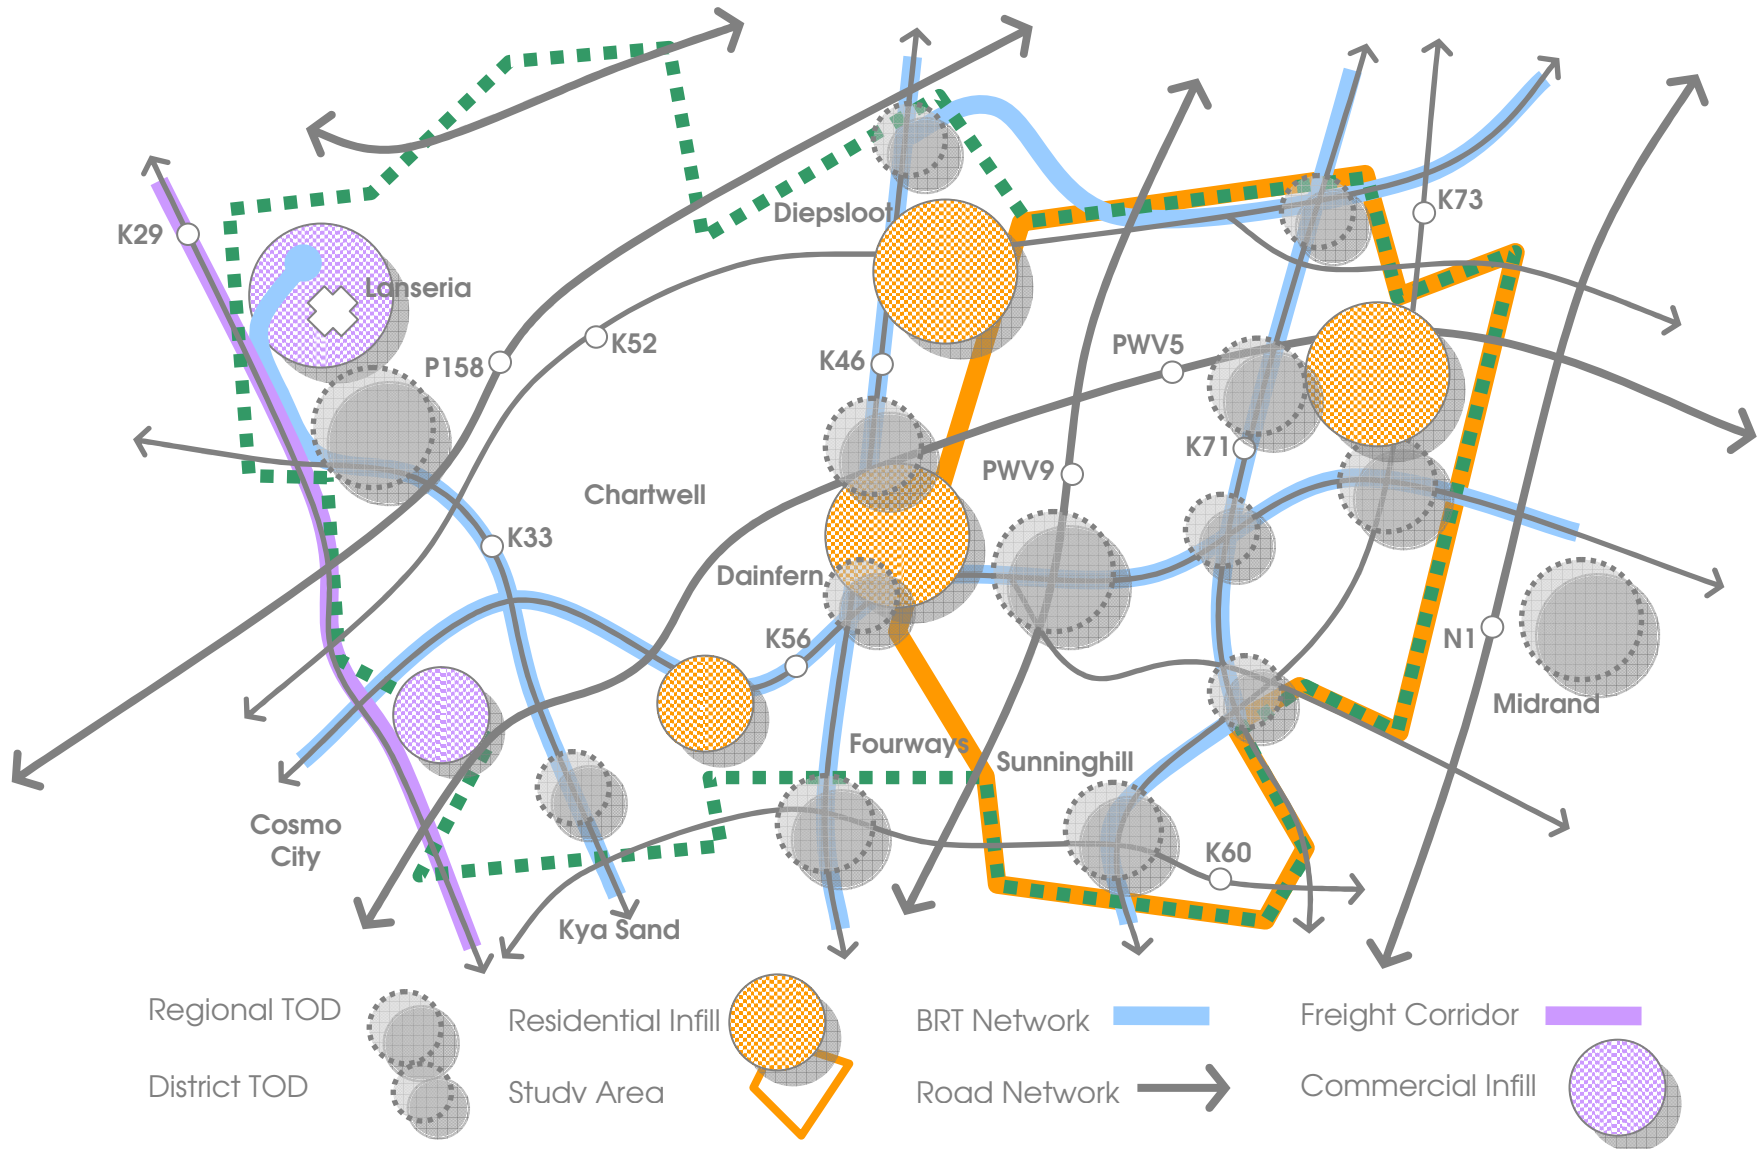 K73
Diepsloot
K29
Lanseria
K52
P158
K46
PWV5
K71
PWV9
Chartwell
K33
Dainfern
K56
N1
Midrand
Fourways
Sunninghill
Cosmo
City
K60
Kya Sand
Regional TOD
Residential Infill
BRT Network
Freight Corridor
District TOD
Studv Area
Road Network
Commercial Infill